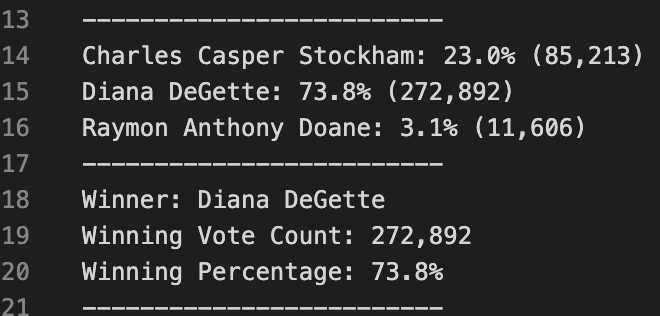 13 -------------------------
14 Charles Casper Stockham: 23.0% (85,213)
15 Diana DeGette: 73.8% (272,892)
16 Raymon Anthony Doane: 3.1% (11,606)
17 -------------------------
18 Winner: Diana DeGette
19 Winning Vote Count: 272,892
20 Winning Percentage: 73.8%
21 -------------------------